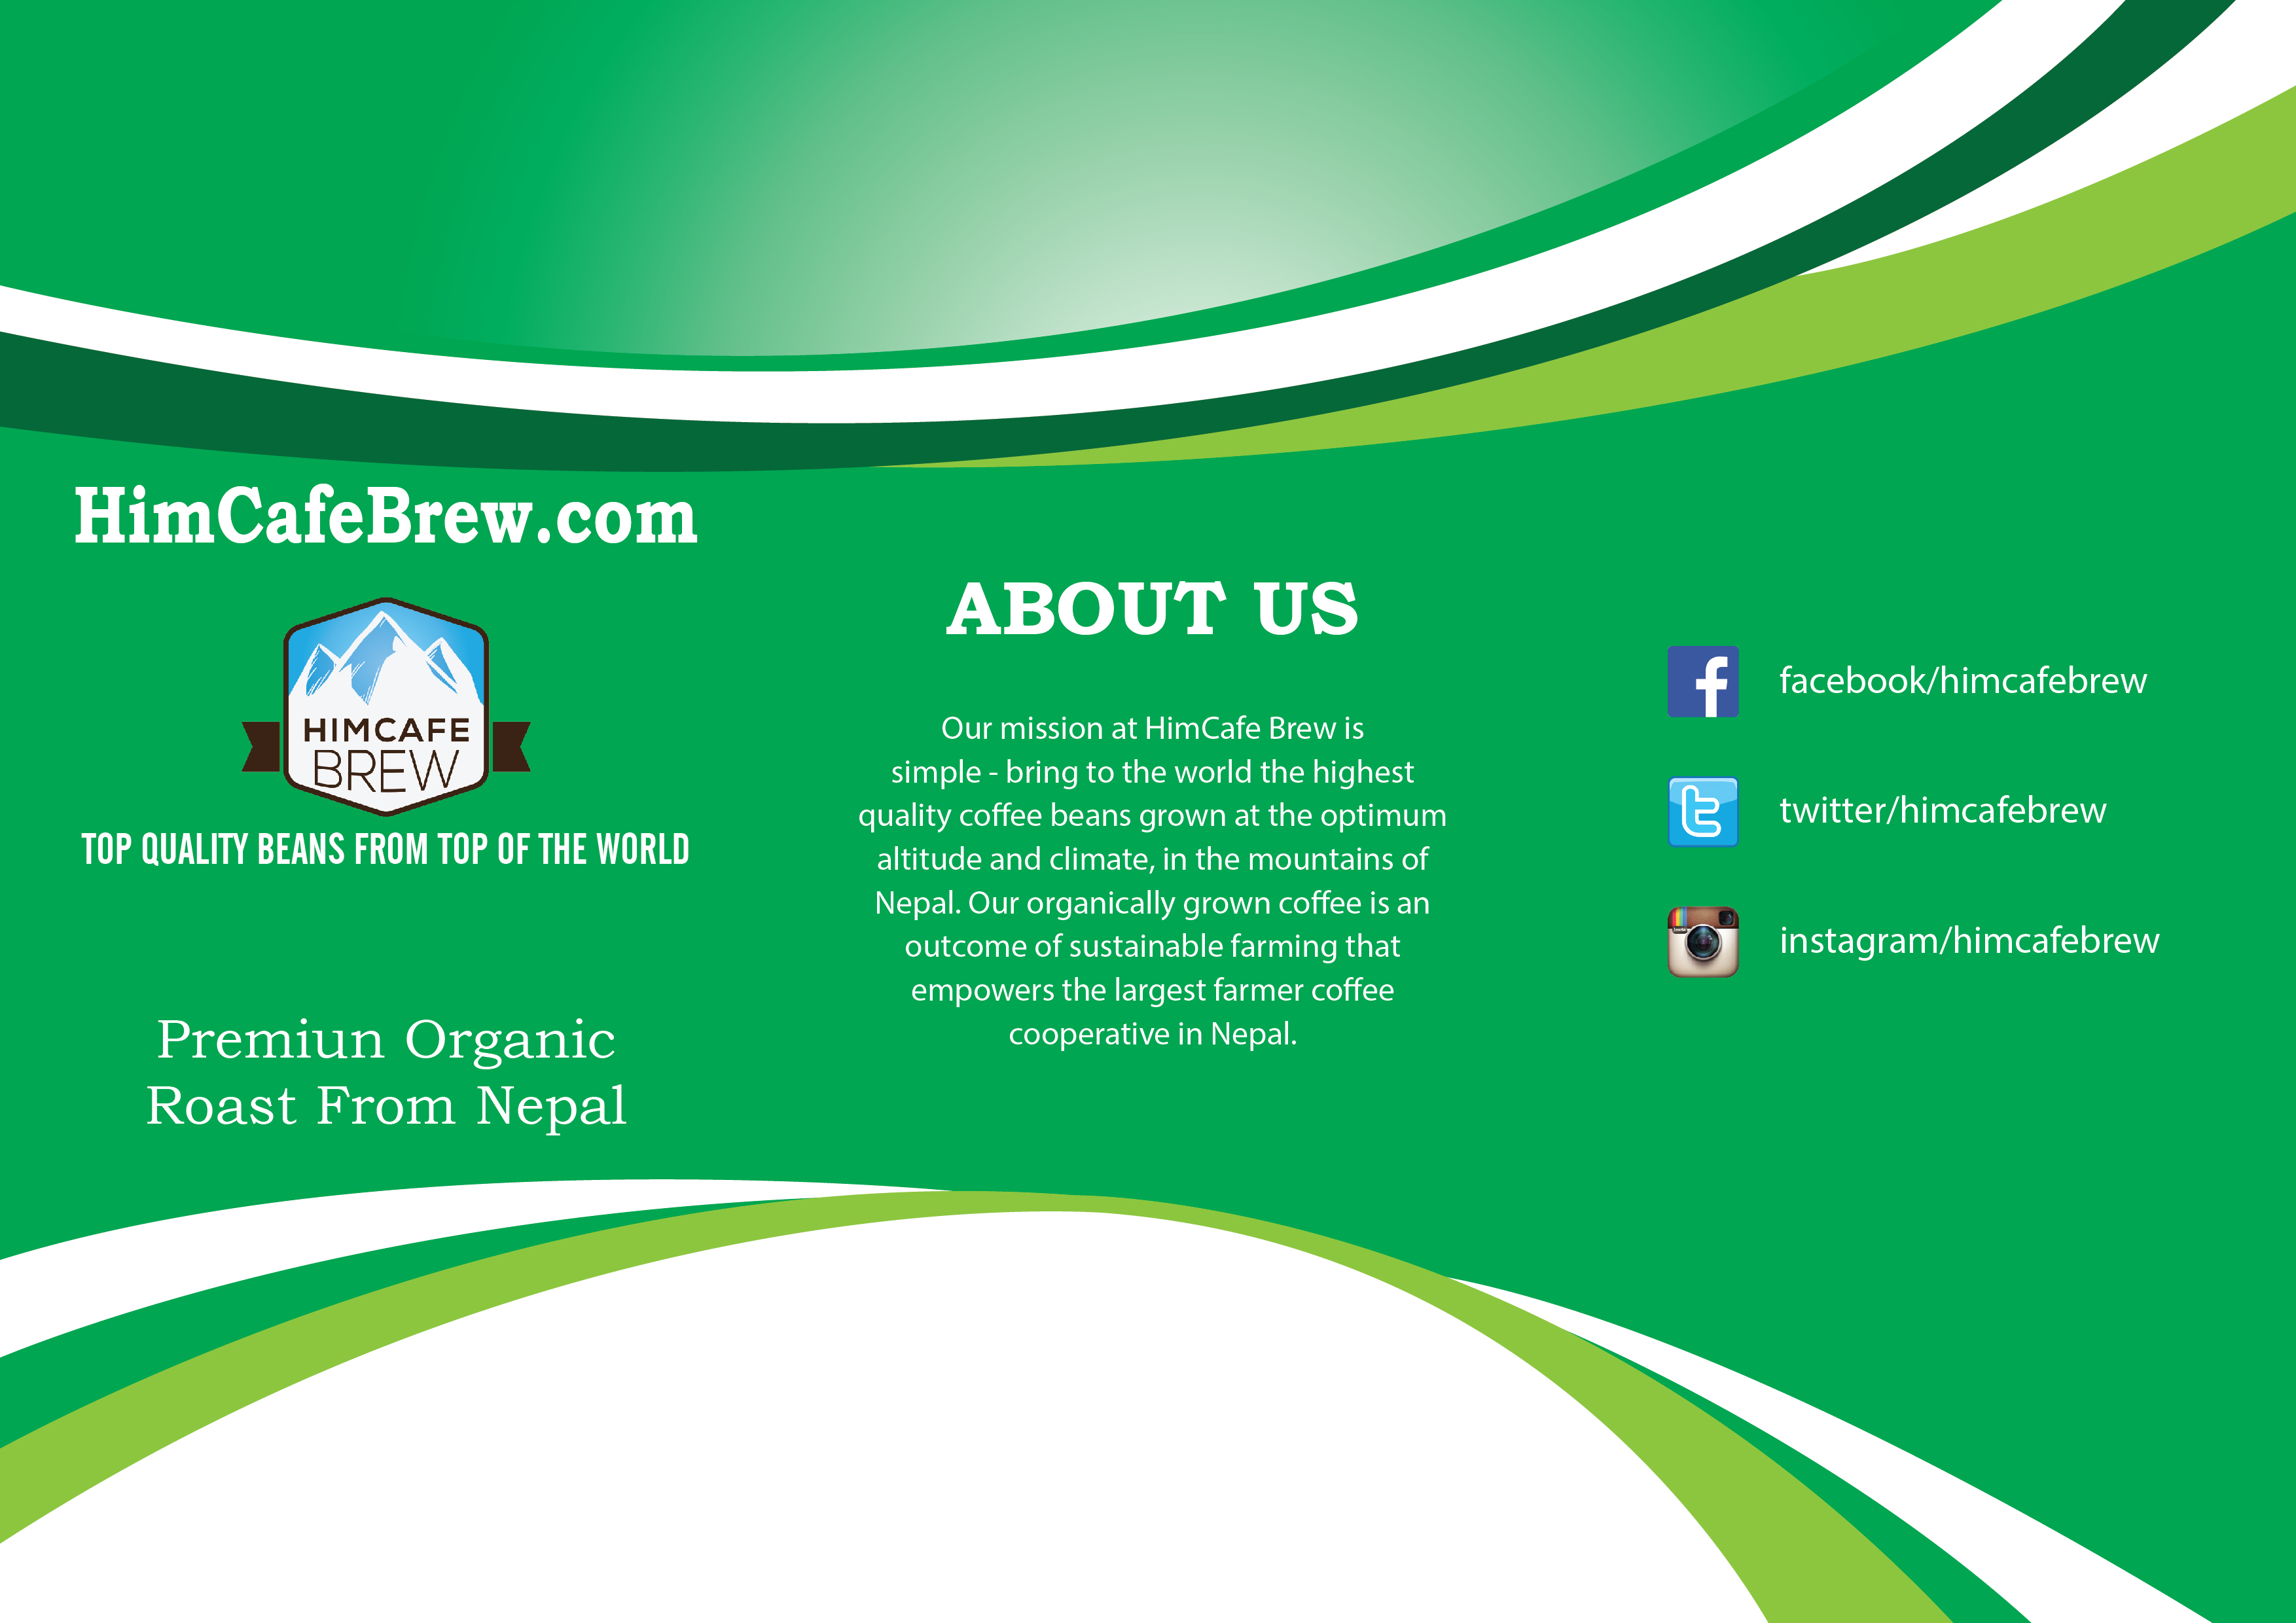 HimCafeBrew.com
HIMCAFE
BREW
TOP QUALITY BEANS FROM TOP OF THE WORLD
Premiun Organic
Roast From Nepal
ABOUT US
Our mission at HimCafe Brew is
simple - bring to the world the highest
quality coffee beans grown at the optimum
altitude and climate, in the mountains of
Nepal. Our organically grown coffee is an
outcome of sustainable farming that
empowers the largest farmer coffee
cooperative in Nepal.
facebook/himcafebrew
twitter/himcafebrew
instagram/himcafebrew